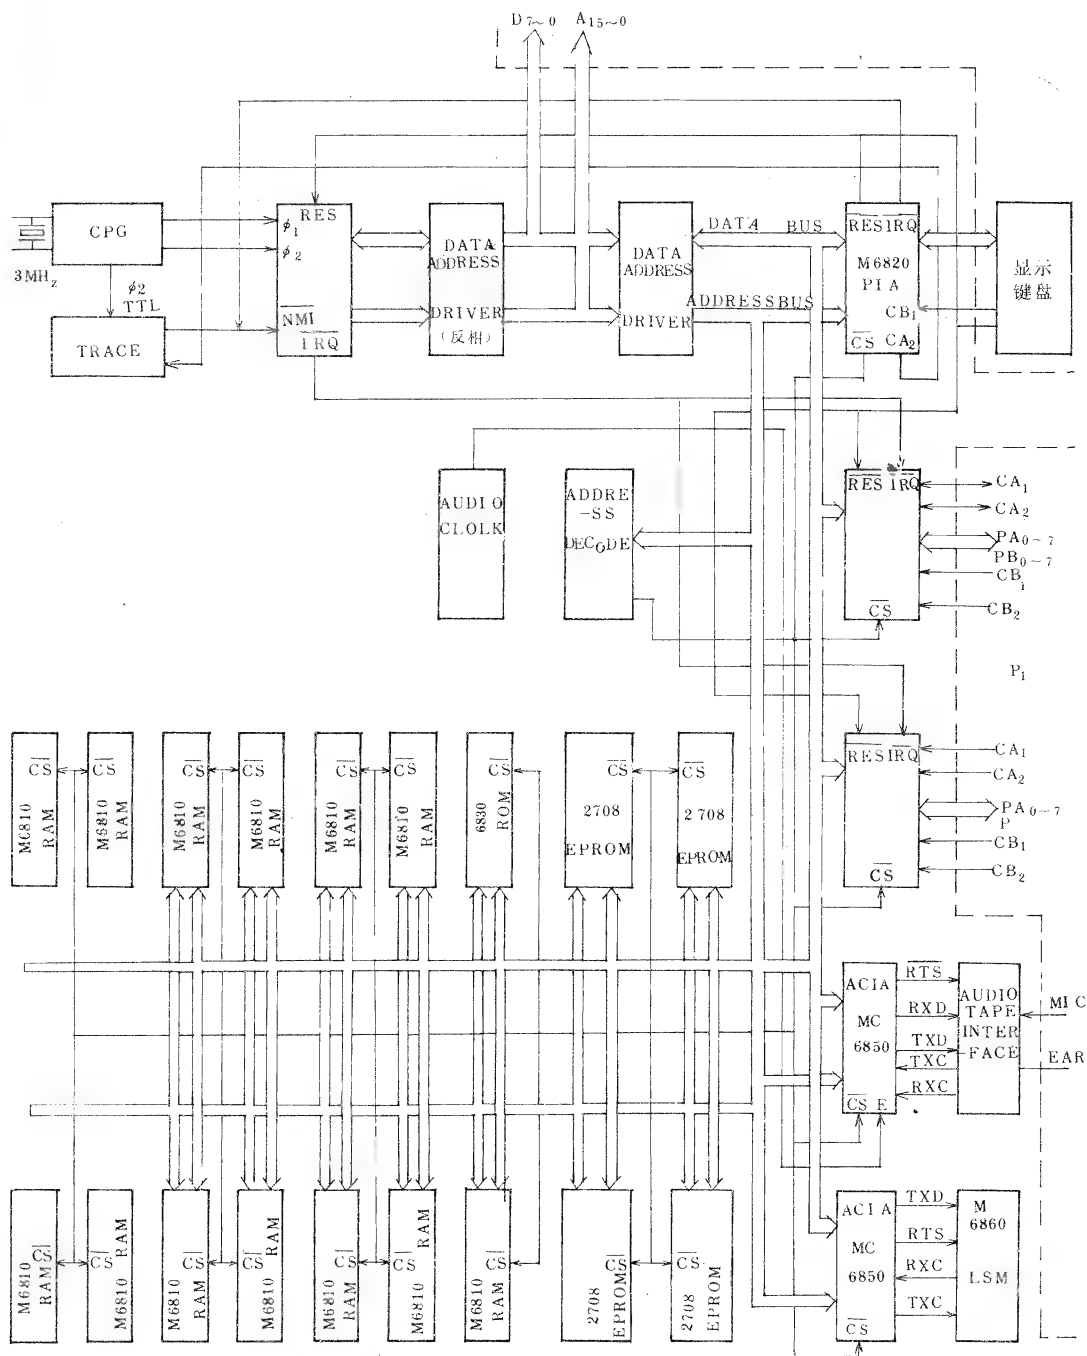 D7~0 A15~0
CPG
3MHz
φ2
TTL
TRACE
RES
φ1
φ2
NMI
IRQ
DATA
ADDRESS
DRIVER
(反相)
DATA
ADDRESS
DRIVER
DATA BUS
ADDRESSBUS
RES IRQ
M6820
PIA
CB1
CS CA2
显示
键盘
AUDIO
CLOLK
ADDRE
-SS
DECODE
RES IRQ
CS
CA1
CA2
PA0~7
PB0~7
CB1
CB2
P1
RES IRQ
CS
CA1
CA2
PA0~7
P
CB1
CB2
CS
M6810
RAM
CS
M6810
RAM
CS
M6810
RAM
CS
M6810
RAM
CS
M6810
RAM
CS
M6810
RAM
CS
6830
ROM
CS
2708
EPROM
CS
2708
EPROM
ACIA
MC
6850
CS E
RTS
RXD
TXD
TXC
RXC
AUDIO
TAPE
INTER
-FACE
MIC
EAR
CS
M6810
RAMS
CS
M6810 RAM
CS
M6810
RAM
CS
M6810 RAM
CS
M6810
RAM
CS
M6810 RAM
CS
M6810
RAM
CS
2708
EPROM
CS
2708
EPROM
ACIA
MC
6850
CS
TXD
RTS
RXC
TXC
M
6860
LSM